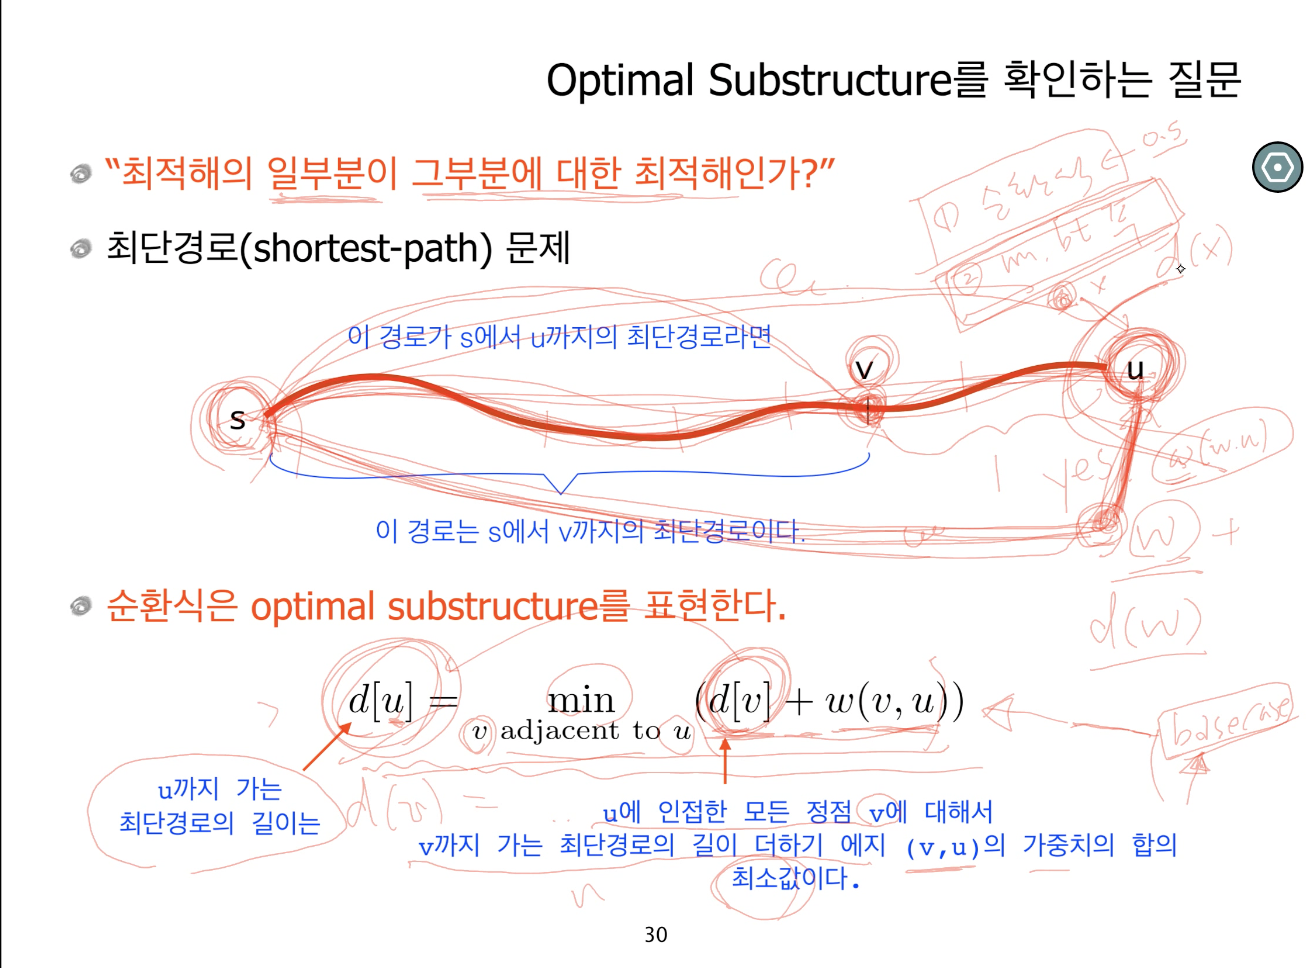 Optimal Substructure를 확인하는 질문
“최적해의 일부분이 그부분에 대한 최적해인가?”
① 순환식 ← o.s
② m. bt
d(x)
최단경로(shortest-path) 문제
x
이 경로가 s에서 u까지의 최단경로라면
v
u
s
yes
w(w.u)
이 경로는 s에서 v까지의 최단경로이다.
w +
d(w)
순환식은 optimal substructure를 표현한다.
d[u] = min (d[v] + w(v, u))
v adjacent to u
basecase
u까지 가는
최단경로의 길이는
u에 인접한 모든 정점 v에 대해서
v까지 가는 최단경로의 길이 더하기 에지 (v,u)의 가중치의 합의
최소값이다.
n
30